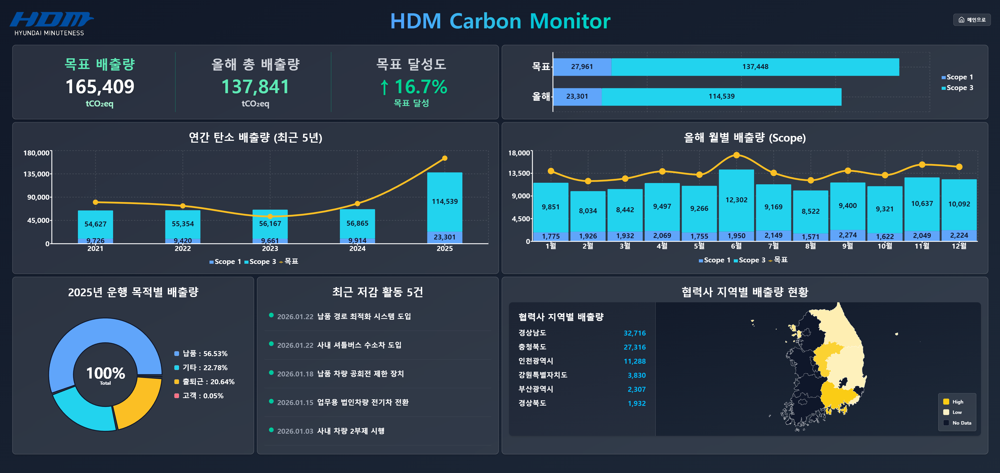 HDM
HYUNDAI MINUTENESS
HDM Carbon Monitor
메인으로
목표 배출량
165,409
tCO₂eq
올해 총 배출량
137,841
tCO₂eq
목표 달성도
↑ 16.7%
목표 달성
목표
27,961
137,448
올해
23,301
114,539
Scope 1
Scope 3
연간 탄소 배출량 (최근 5년)
180,000
135,000
90,000
45,000
0
54,627
55,354
56,167
56,865
114,539
9,726
9,420
9,661
9,914
23,301
2021
2022
2023
2024
2025
Scope 1
Scope 3
목표
올해 월별 배출량 (Scope)
18,000
13,500
9,000
4,500
0
9,851
8,034
8,442
9,497
9,266
12,302
9,169
8,522
9,400
9,321
10,637
10,092
1,775
1,926
1,932
2,069
1,755
1,950
2,149
1,571
2,274
1,622
2,049
2,224
1월
2월
3월
4월
5월
6월
7월
8월
9월
10월
11월
12월
Scope 1
Scope 3
목표
2025년 운행 목적별 배출량
100%
Total
납품 : 56.53%
기타 : 22.78%
출퇴근 : 20.64%
고객 : 0.05%
최근 저감 활동 5건
2026.01.22 납품 경로 최적화 시스템 도입
2026.01.22 사내 셔틀버스 수소차 도입
2026.01.18 납품 차량 공회전 제한 장치
2026.01.15 업무용 법인차량 전기차 전환
2026.01.03 사내 차량 2부제 시행
협력사 지역별 배출량 현황
협력사 지역별 배출량
경상남도 32,716
충청북도 27,316
인천광역시 11,288
강원특별자치도 3,830
부산광역시 2,307
경상북도 1,932
High
Low
No Data